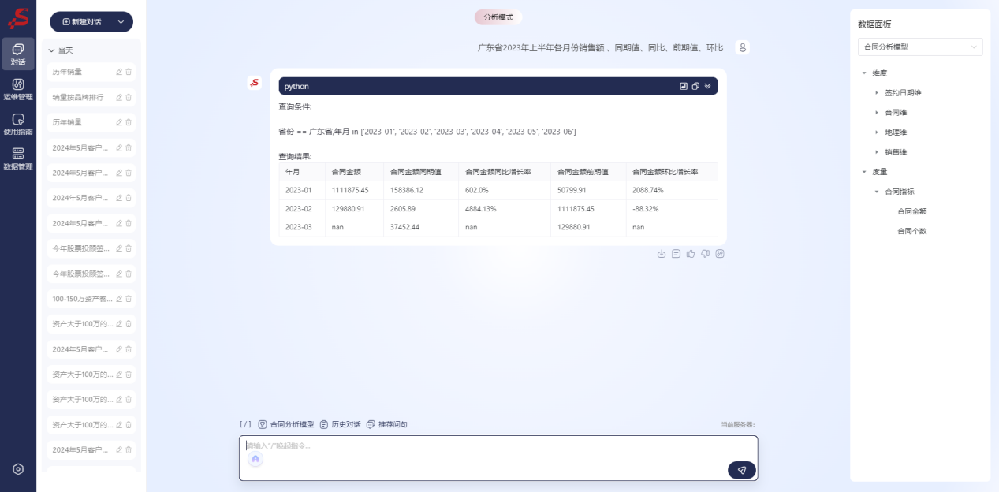 新建对话
对话
运维管理
使用指南
数据管理
当天
历年销量
销量按品牌排行
历年销量
2024年5月客户...
2024年5月客户...
2024年5月客户...
2024年5月客户...
今年股票投顾签...
今年股票投顾签...
100-150万资产客...
资产大于100万的...
2024年5月客户...
资产大于100万的...
资产大于100万的...
资产大于100万的...
2024年5月客户...
分析模式
广东省2023年上半年各月份销售额 、同期值、同比、前期值、环比
python
查询条件:
省份 == 广东省,年月 in ['2023-01', '2023-02', '2023-03', '2023-04', '2023-05', '2023-06']
查询结果:
年月 合同金额 合同金额同期值 合同金额同比增长率 合同金额前期值 合同金额环比增长率
2023-01 1111875.45 158386.12 602.0% 50799.91 2088.74%
2023-02 129880.91 2605.89 4884.13% 1111875.45 -88.32%
2023-03 nan 37452.44 nan 129880.91 nan
[/] 合同分析模型 历史对话 推荐问句
当前服务器:
请输入"/"唤起指令...
数据面板
合同分析模型
维度
签约日期维
合同维
地理维
销售维
度量
合同指标
合同金额
合同个数